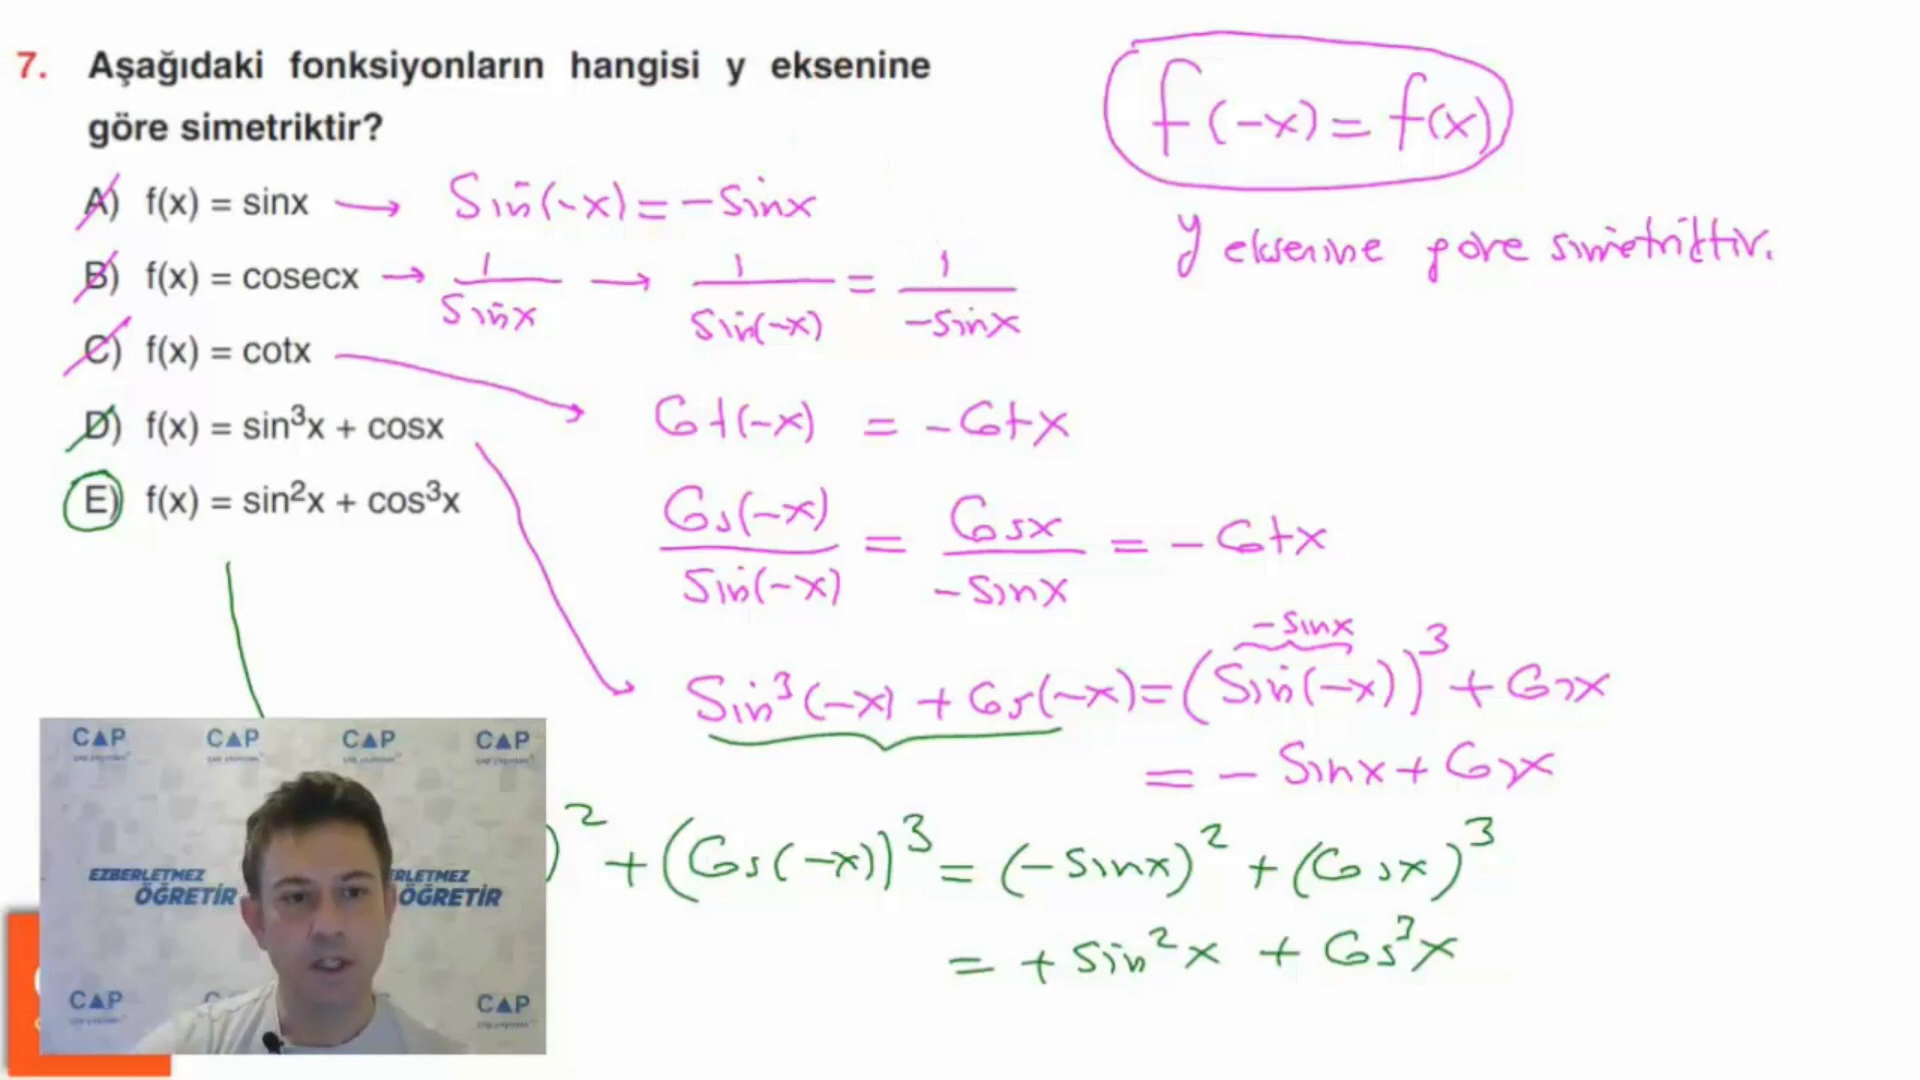 7. Aşağıdaki fonksiyonların hangisi y eksenine
göre simetriktir?
A) f(x) = sinx → Sin(-x) = -Sinx
B) f(x) = cosecx → 1/Sinx → 1/Sin(-x) = 1/-Sinx
C) f(x) = cotx
D) f(x) = sin³x + cosx
E) f(x) = sin²x + cos³x
f(-x) = f(x)
y eksenine göre simetriktir.
Cot(-x) = -Cotx
Cos(-x)/Sin(-x) = Cosx/-Sinx = -Cotx
-Sinx
Sin³(-x) + Cos(-x) = (Sin(-x))³ + Cosx
= - Sinx + Cosx
)² + (Cos(-x))³ = (-Sinx)² + (Cosx)³
= + Sin²x + Cos³x
CAP CAP CAP CAP
EZBERLETMEZ
ÖĞRETİR
RLETMEZ
ÖĞRETİR
CAP CAP